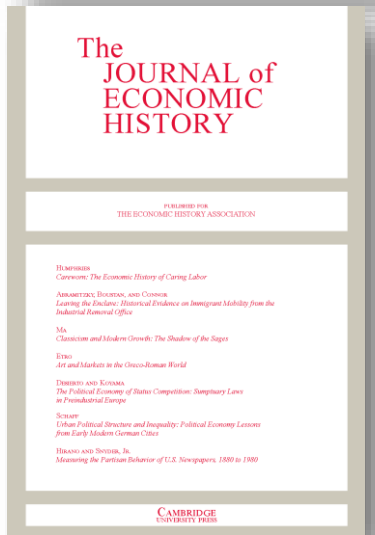 The
JOURNAL of
ECONOMIC
HISTORY
PUBLISHED FOR
THE ECONOMIC HISTORY ASSOCIATION
HUMPHRIES
Careworn: The Economic History of Caring Labor
ABRAMITZKY, BOUSTAN, AND CONNOR
Leaving the Enclave: Historical Evidence on Immigrant Mobility from the
Industrial Removal Office
MA
Classicism and Modern Growth: The Shadow of the Sages
ETRO
Art and Markets in the Greco-Roman World
DESIERTO AND KOYAMA
The Political Economy of Status Competition: Sumptuary Laws
in Preindustrial Europe
SCHAFF
Urban Political Structure and Inequality: Political Economy Lessons
from Early Modern German Cities
HIRANO AND SNYDER, JR.
Measuring the Partisan Behavior of U.S. Newspapers, 1880 to 1980
CAMBRIDGE
UNIVERSITY PRESS